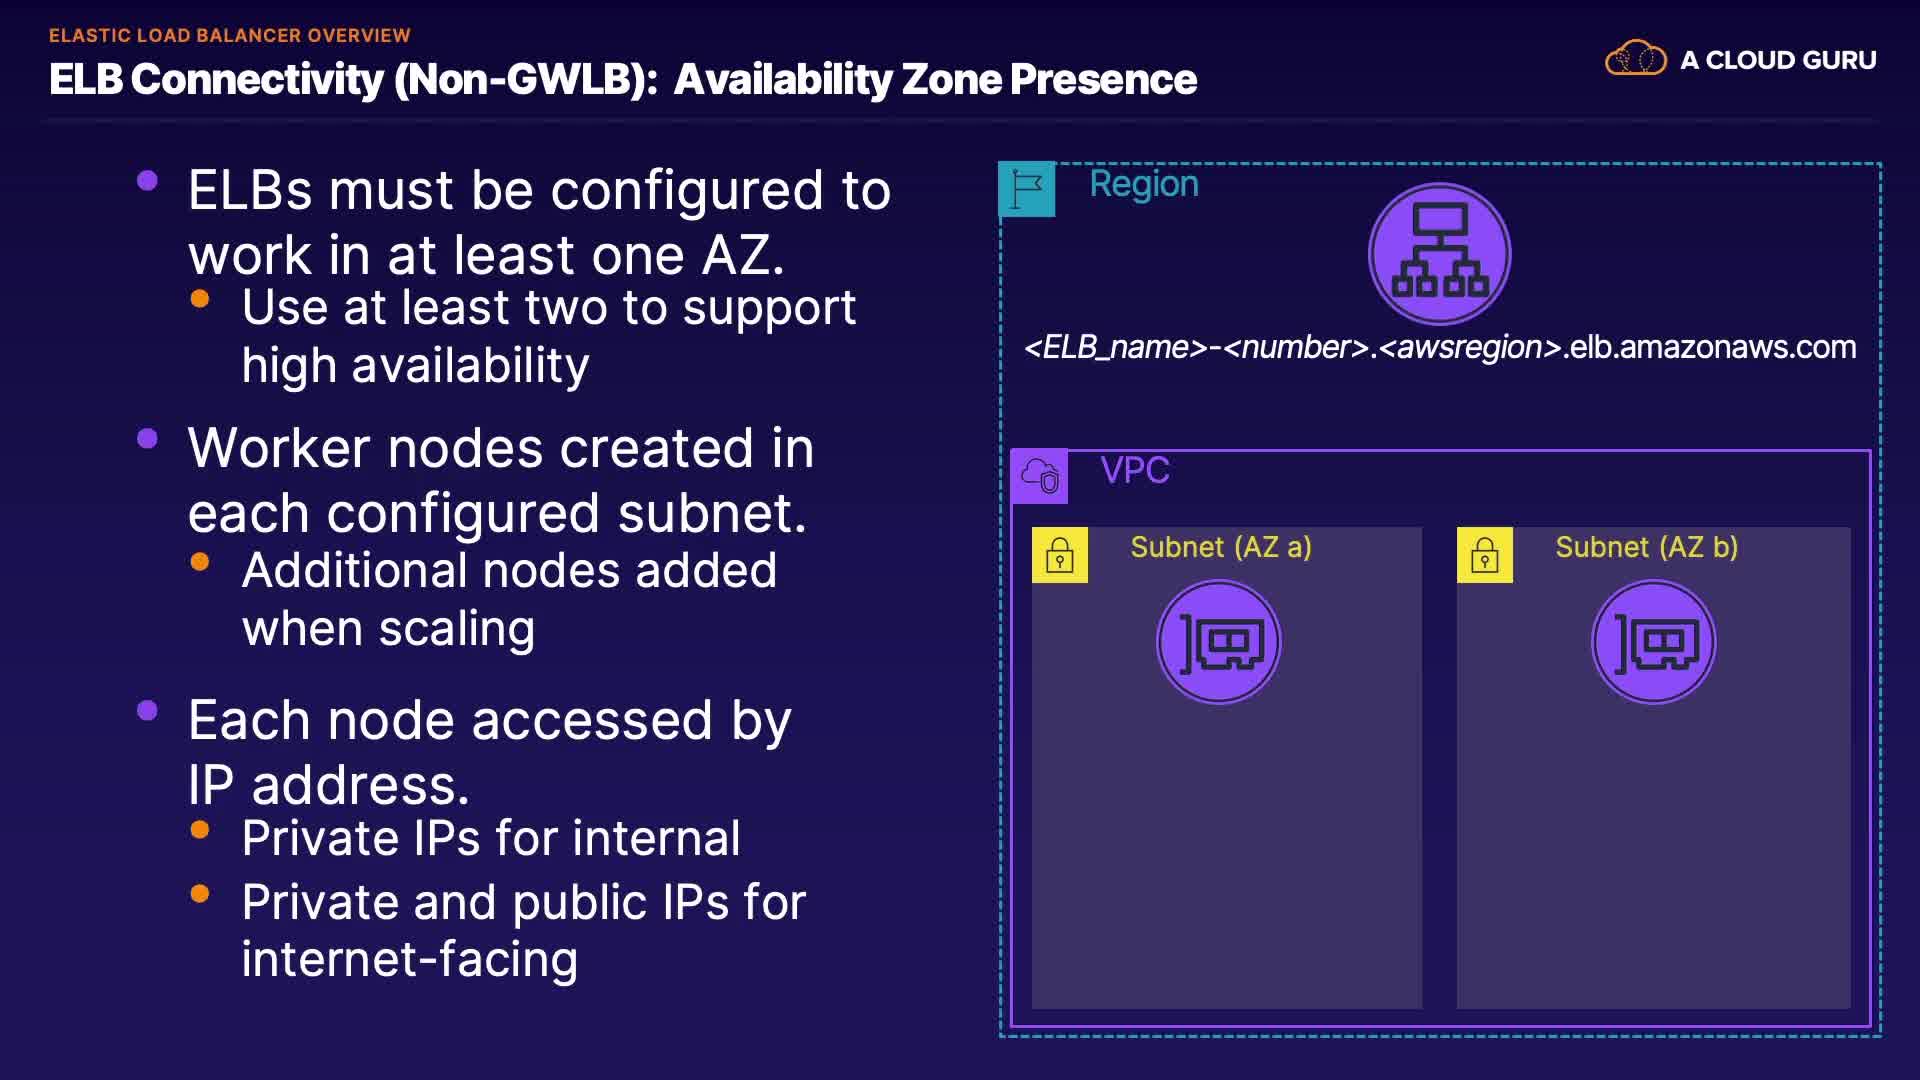 ELASTIC LOAD BALANCER OVERVIEW
ELB Connectivity (Non-GWLB): Availability Zone Presence
A CLOUD GURU
ELBs must be configured to
work in at least one AZ.
Use at least two to support
high availability
Worker nodes created in
each configured subnet.
Additional nodes added
when scaling
Each node accessed by
IP address.
Private IPs for internal
Private and public IPs for
internet-facing
Region
<ELB_name>-<number>.<awsregion>.elb.amazonaws.com
VPC
Subnet (AZ a)
Subnet (AZ b)